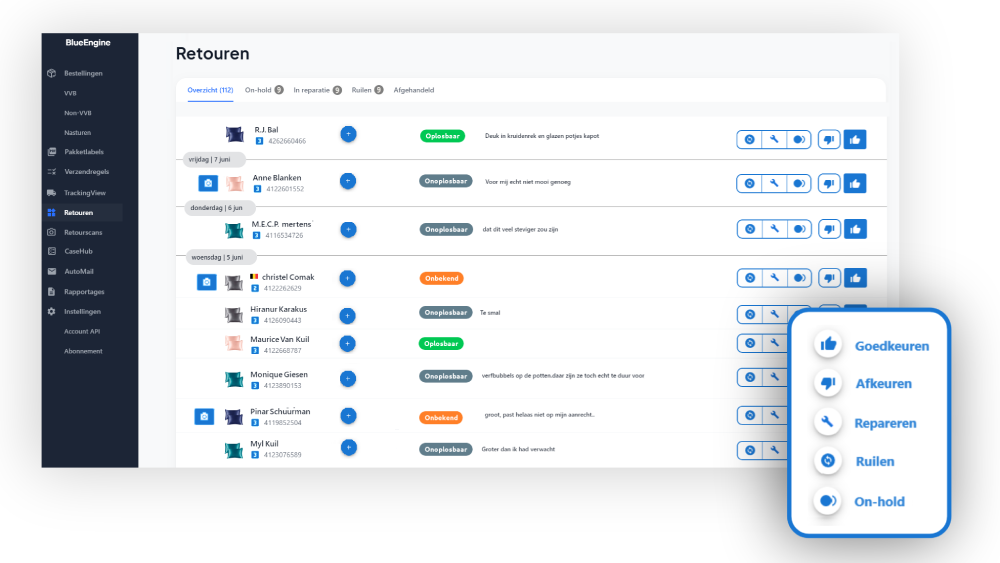 BlueEngine
Bestellingen
VVB
Non-VVB
Nasturen
Pakketlabels
Verzendregels
TrackingView
Retouren
Retourscans
CaseHub
AutoMail
Rapportages
Instellingen
Account API
Abonnement
Retouren
Overzicht (112) On-hold 9 In reparatie 9 Ruilen 9 Afgehandeld
R.J. Bal
3 4262660466
+
Oplosbaar
Deuk in kruidenrek en glazen potjes kapot
vrijdag | 7 juni
Anne Blanken
3 4122601552
+
Onoplosbaar
Voor mij echt niet mooi genoeg
donderdag | 6 jun
M.E.C.P. mertens
3 4116534726
+
Onoplosbaar
dat dit veel steviger zou zijn
woensdag | 5 juni
christel Comak
2 4122262629
+
Onbekend
Hiranur Karakus
3 4126090443
+
Onoplosbaar
Te smal
Maurice Van Kuil
3 4122668787
+
Oplosbaar
Monique Giesen
3 4123890153
+
Onoplosbaar
verfbubbels op de potten.daar zijn ze toch echt te duur voor
Pinar Schuurman
3 4119852504
+
Onbekend
groot, past helaas niet op mijn aanrecht..
Myl Kuil
3 4123076589
+
Onoplosbaar
Groter dan ik had verwacht
Goedkeuren
Afkeuren
Repareren
Ruilen
On-hold